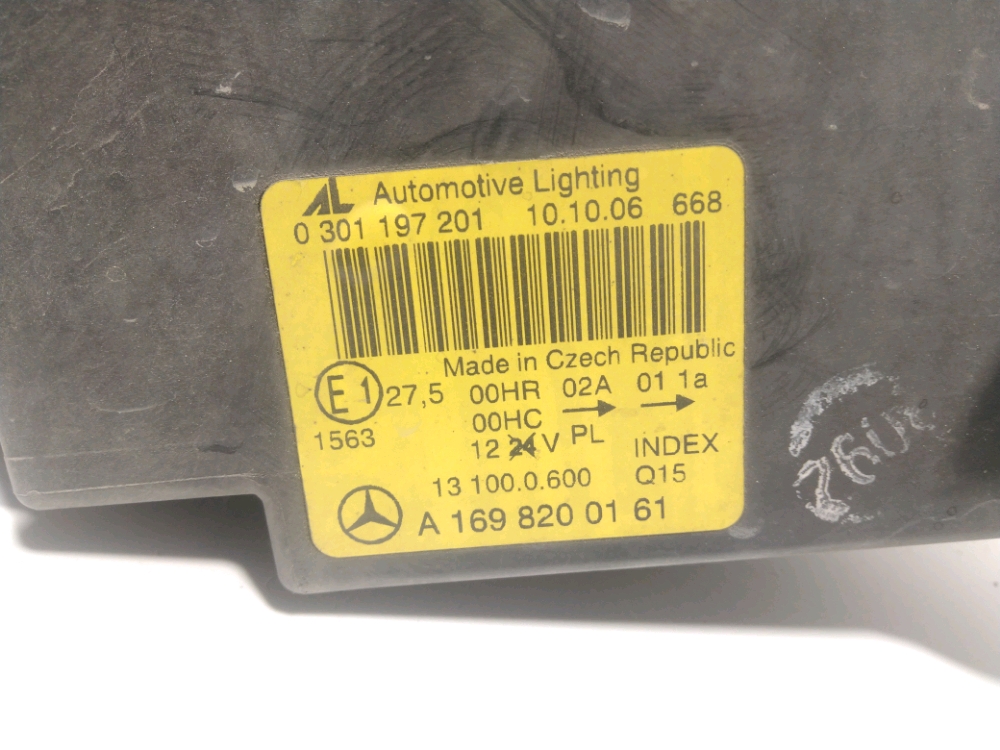 AL Automotive Lighting
0 301 197 201 10.10.06 668
Made in Czech Republic
E1 27,5 00HR 02A 01 1a
00HC → →
1563 12 24 V PL INDEX
13 100.0.600 Q15
A 169 820 01 61